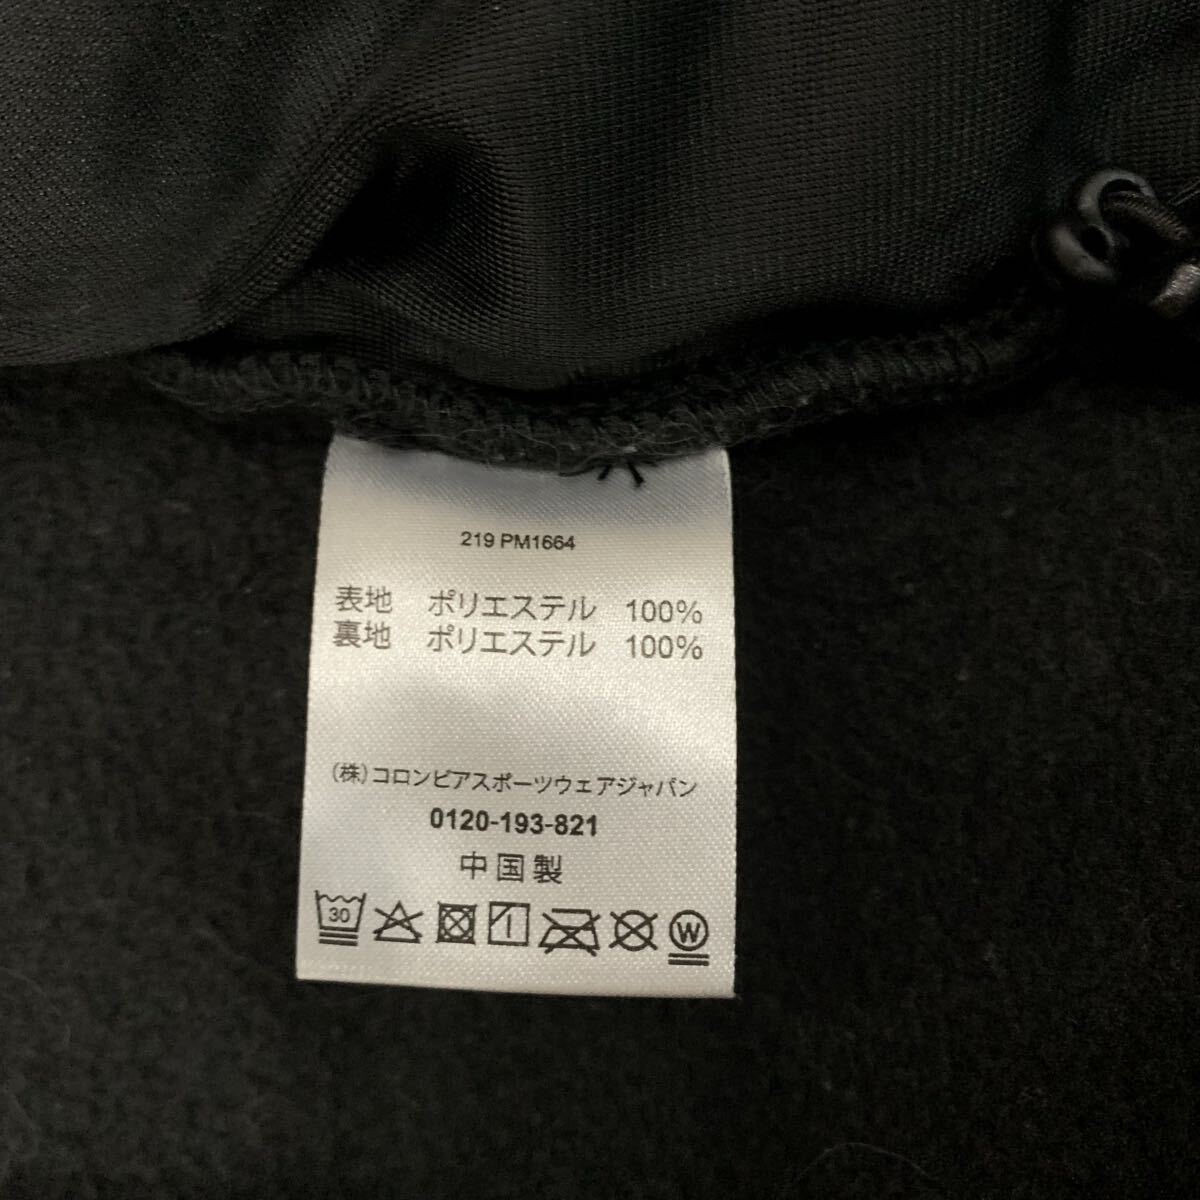 219 PM1664
表地 ポリエステル 100%
裏地 ポリエステル 100%
(株)コロンビアスポーツウェアジャパン
0120-193-821
中国製
30 W